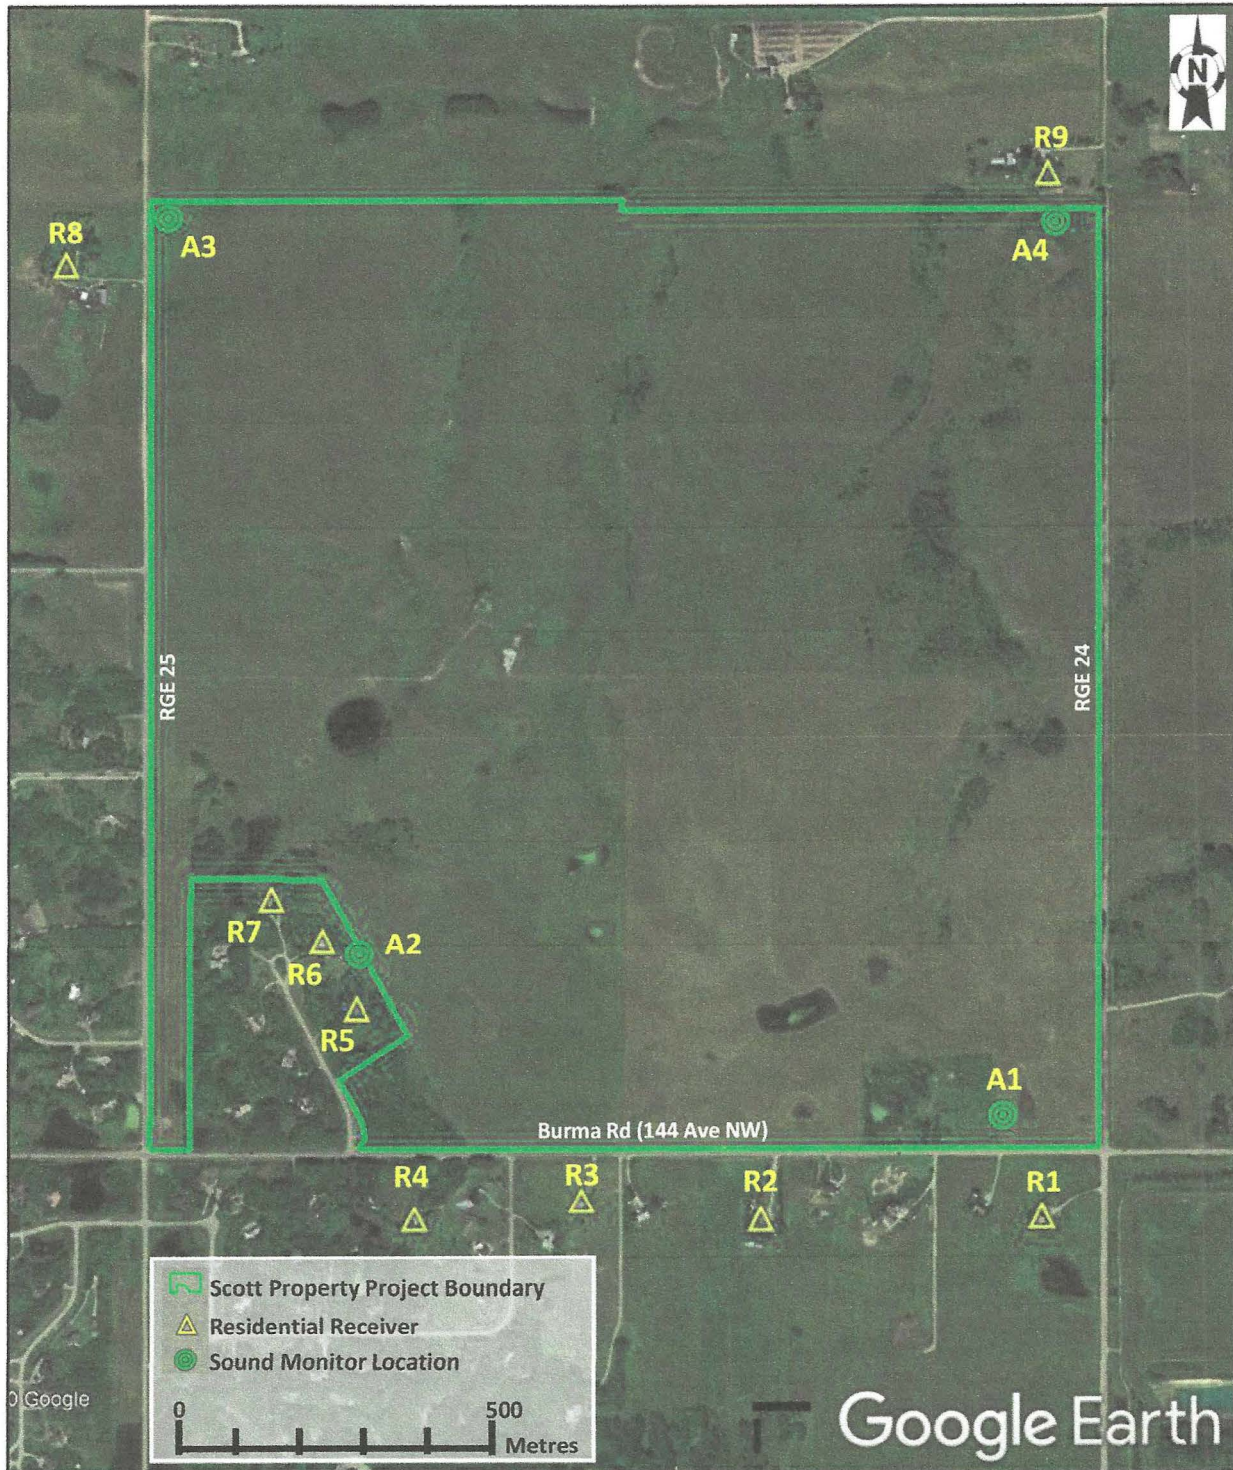 N
R9
R8
A3
A4
RGE 25
RGE 24
R7
A2
R6
R5
A1
Burma Rd (144 Ave NW)
R4
R3
R2
R1
Scott Property Project Boundary
Residential Receiver
Sound Monitor Location
0 500
Metres
Google
Google Earth